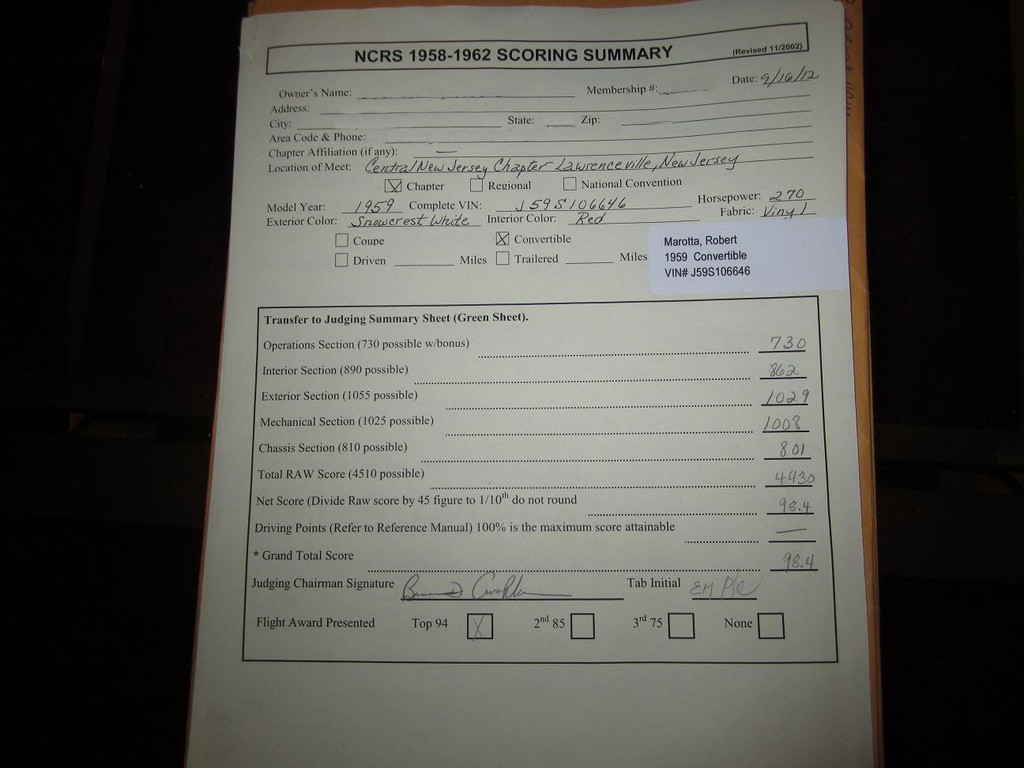 NCRS 1958-1962 SCORING SUMMARY (Revised 11/2002)
Owner's Name: Membership #: Date: 9/16/12
Address:
City: State: Zip:
Area Code & Phone:
Chapter Affiliation (if any): —
Location of Meet: Central New Jersey Chapter Lawrenceville, New Jersey
Chapter Regional National Convention
Model Year: 1959 Complete VIN: J59S106646 Horsepower: 270
Exterior Color: Snowcrest White Interior Color: Red Fabric: Vinyl
Coupe Convertible
Driven Miles Trailered Miles
Marotta, Robert
1959 Convertible
VIN# J59S106646
Transfer to Judging Summary Sheet (Green Sheet).
Operations Section (730 possible w/bonus) 730
Interior Section (890 possible) 862
Exterior Section (1055 possible) 1029
Mechanical Section (1025 possible) 1008
Chassis Section (810 possible) 801
Total RAW Score (4510 possible) 4430
Net Score (Divide Raw score by 45 figure to 1/10th do not round 98.4
Driving Points (Refer to Reference Manual) 100% is the maximum score attainable —
* Grand Total Score 98.4
Judging Chairman Signature Tab Initial EM
Flight Award Presented Top 94 2nd 85 3rd 75 None